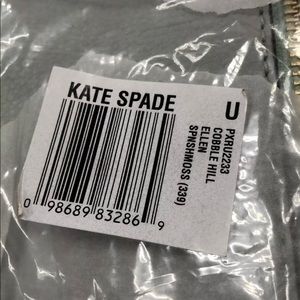 KATE SPADE
U
PXRU2233
COBBLE HILL
ELLEN
SPNSHMOSS (339)
0 98689 83286 9